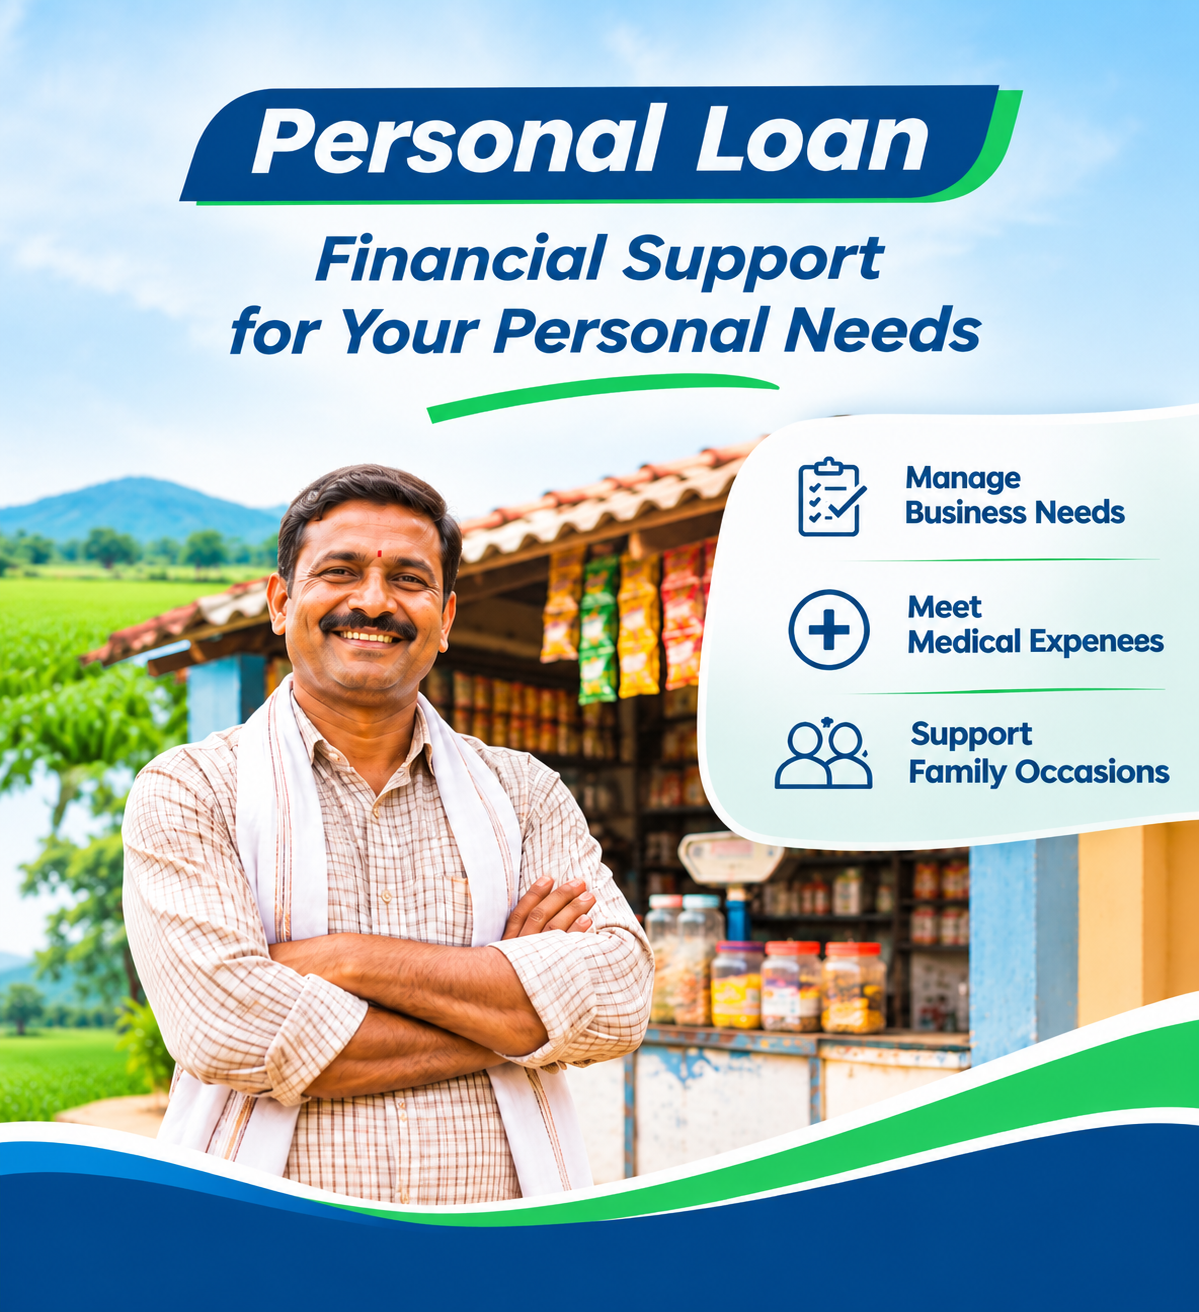 Personal Loan
Financial Support
for Your Personal Needs
Manage
Business Needs
Meet
Medical Expenees
Support
Family Occasions